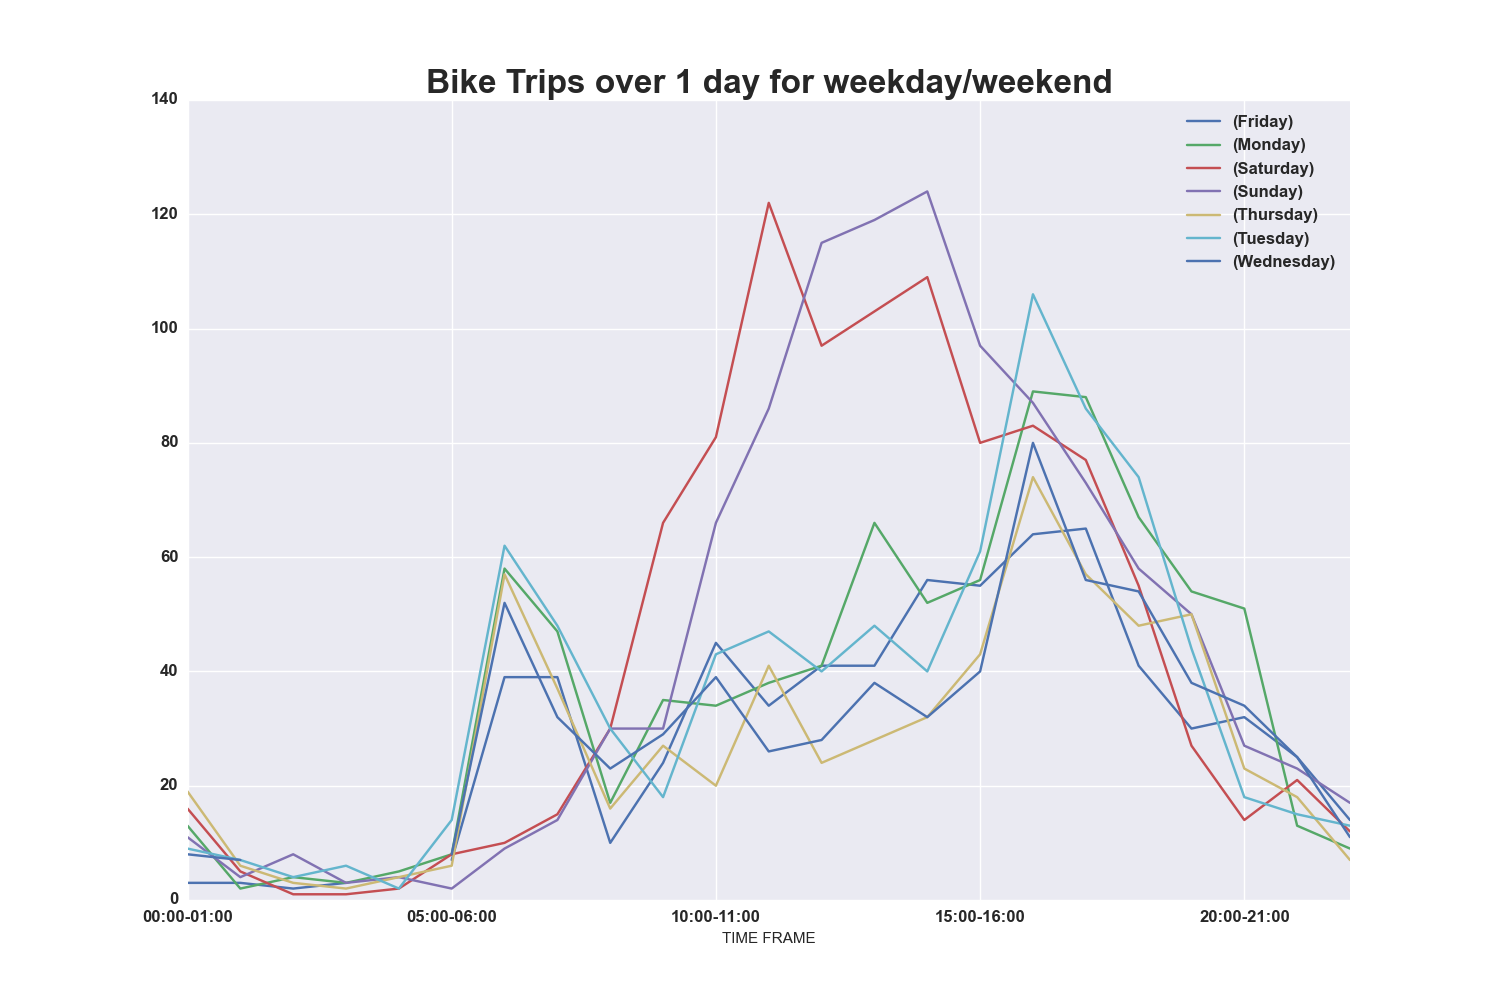 Bike Trips over 1 day for weekday/weekend
140
120
100
80
60
40
20
0
(Friday)
(Monday)
(Saturday)
(Sunday)
(Thursday)
(Tuesday)
(Wednesday)
00:00-01:00 05:00-06:00 10:00-11:00 15:00-16:00 20:00-21:00
TIME FRAME